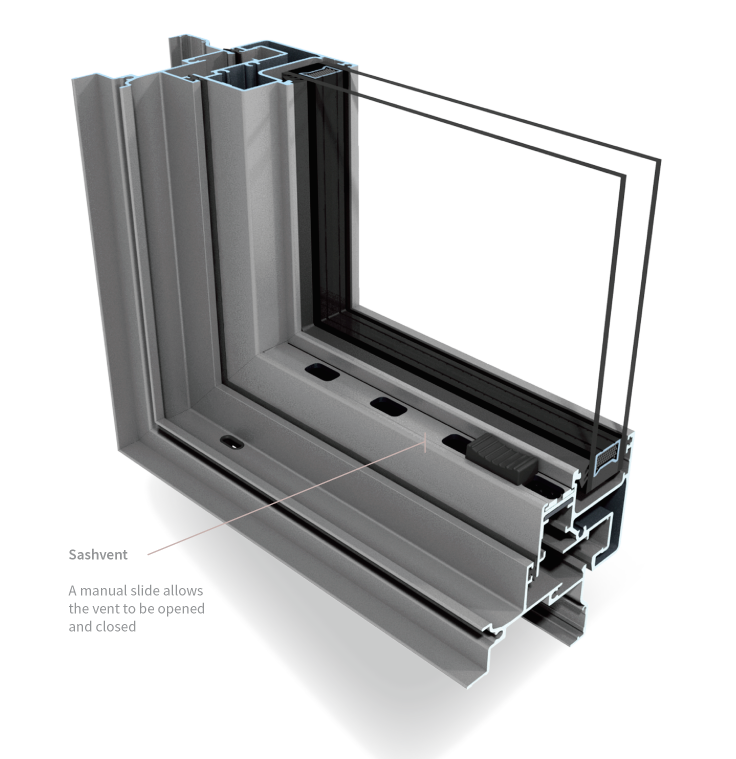 Sashvent
A manual slide allows
the vent to be opened
and closed